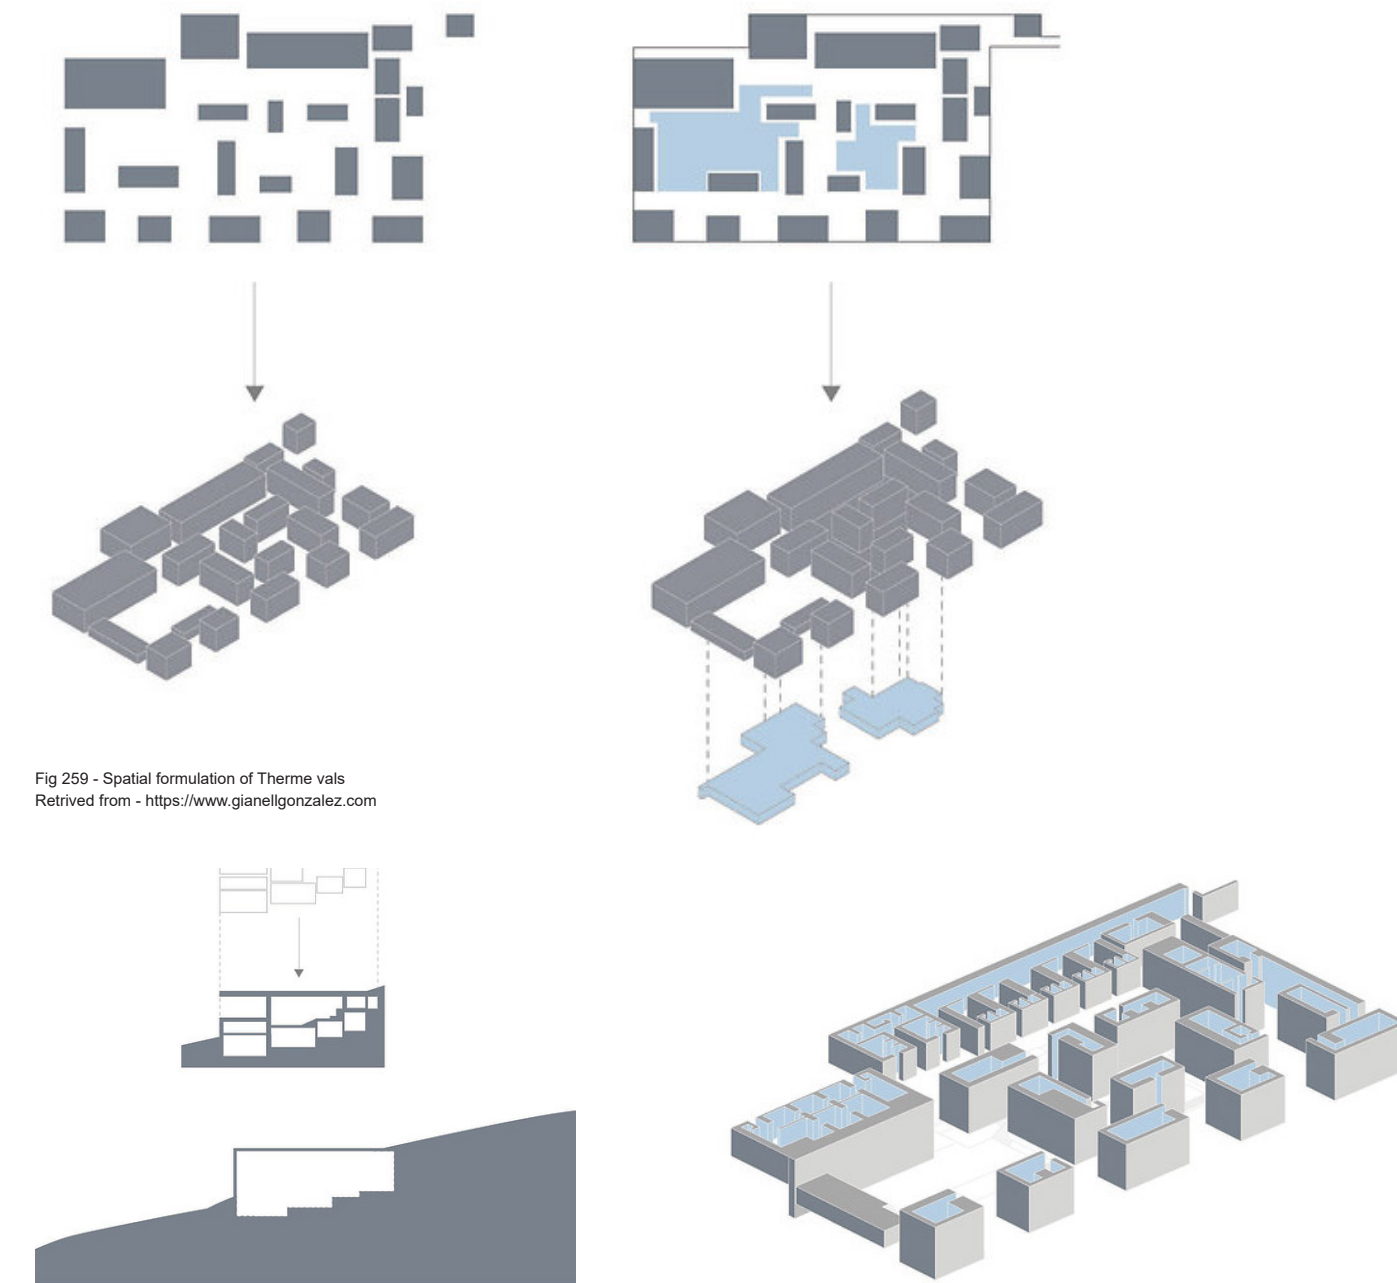 Fig 259 - Spatial formulation of Therme vals
Retrived from - https://www.gianellgonzalez.com